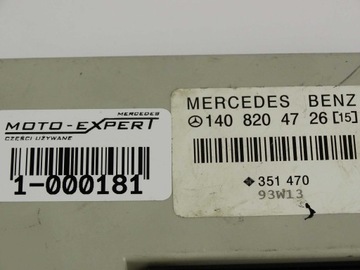 MERCEDES
MOTO-EXPERT
CZĘŚCI UŻYWANE
1-000181
MERCEDES BENZ
140 820 47 26 [15]
351 470
93W13